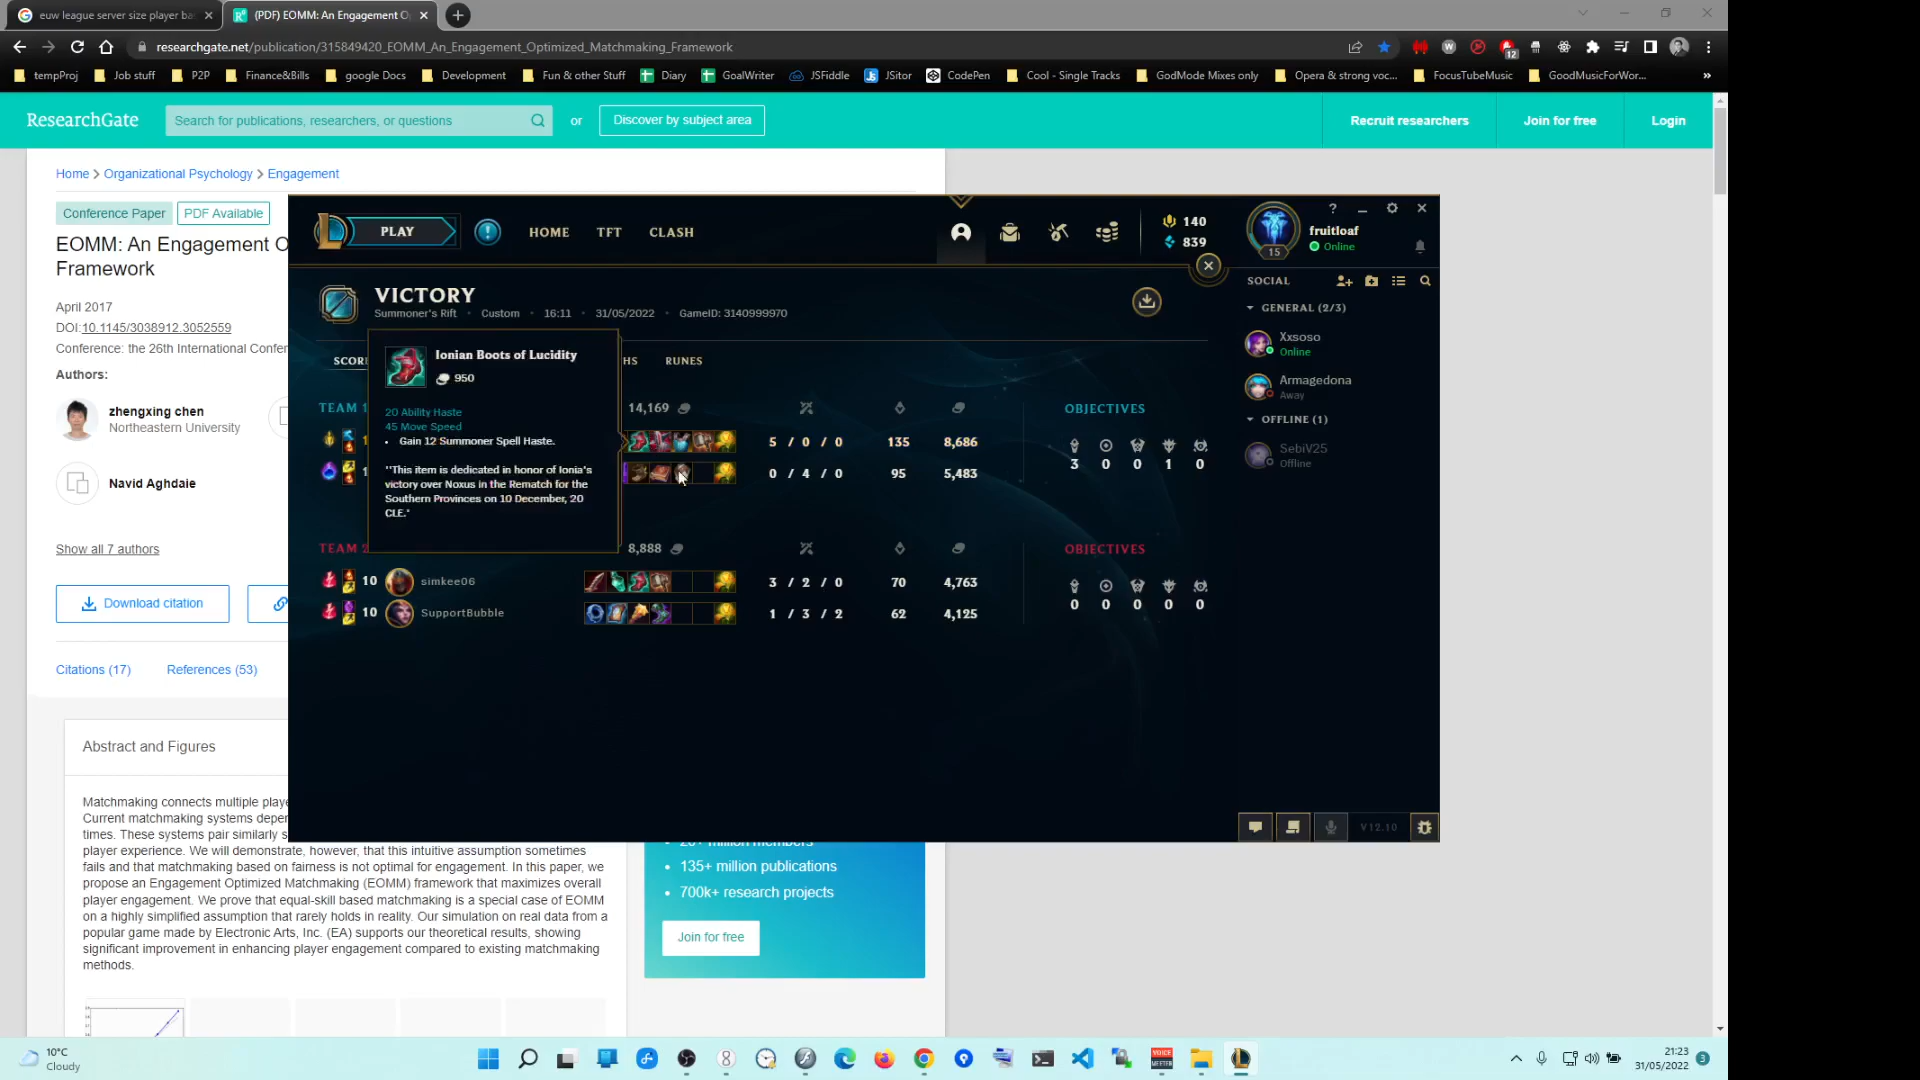 euw league server size player ba
(PDF) EOMM: An Engagement O
researchgate.net/publication/315849420_EOMM_An_Engagement_Optimized_Matchmaking_Framework
12
tempProj
Job stuff
P2P
Finance&Bills
google Docs
Development
Fun & other Stuff
Diary
GoalWriter
JSFiddle
JSitor
CodePen
Cool - Single Tracks
GodMode Mixes only
Opera & strong voc...
FocusTubeMusic
GoodMusicForWor...
»
ResearchGate
Search for publications, researchers, or questions
or
Discover by subject area
Recruit researchers
Join for free
Login
Home > Organizational Psychology > Engagement
Conference Paper
PDF Available
EOMM: An Engagement O
Framework
April 2017
DOI:10.1145/3038912.3052559
Conference: the 26th International Confer
Authors:
zhengxing chen
Northeastern University
Navid Aghdaie
Show all 7 authors
Download citation
Citations (17)
References (53)
Abstract and Figures
Matchmaking connects multiple playe
Current matchmaking systems deper
times. These systems pair similarly s
player experience. We will demonstrate, however, that this intuitive assumption sometimes
fails and that matchmaking based on fairness is not optimal for engagement. In this paper, we
propose an Engagement Optimized Matchmaking (EOMM) framework that maximizes overall
player engagement. We prove that equal-skill based matchmaking is a special case of EOMM
on a highly simplified assumption that rarely holds in reality. Our simulation on real data from a
popular game made by Electronic Arts, Inc. (EA) supports our theoretical results, showing
significant improvement in enhancing player engagement compared to existing matchmaking
methods.
135+ million publications
700k+ research projects
Join for free
PLAY
HOME
TFT
CLASH
140
839
15
fruitloaf
Online
?
VICTORY
Summoner's Rift • Custom • 16:11 • 31/05/2022 • GameID: 3140999970
SCOR
HS
RUNES
Ionian Boots of Lucidity
950
20 Ability Haste
45 Move Speed
• Gain 12 Summoner Spell Haste.
"This item is dedicated in honor of Ionia's
victory over Noxus in the Rematch for the
Southern Provinces on 10 December, 20
CLE."
TEAM 1
14,169
OBJECTIVES
5 / 0 / 0
135
8,686
0 / 4 / 0
95
5,483
3 0 0 1 0
TEAM 2
8,888
OBJECTIVES
10 simkee06
3 / 2 / 0
70
4,763
10 SupportBubble
1 / 3 / 2
62
4,125
0 0 0 0 0
SOCIAL
GENERAL (2/3)
Xxsoso
Online
Armagedona
Away
OFFLINE (1)
SebiV25
Offline
V12.10
10°C
Cloudy
VOICE
MEETER
21:23
31/05/2022
3